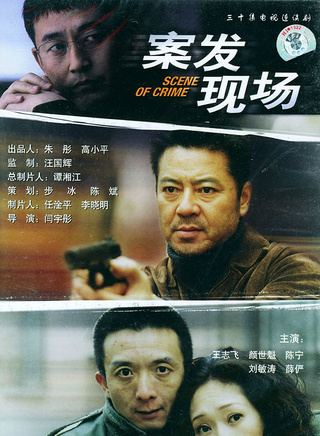 三十集电视连续剧
案发
SCENE
OF CRIME
现场
出品人：朱彤 高小平
监制：汪国辉
总制片人：谭湘江
策划：步冰 陈斌
制片人：任淦平 李晓明
导演：闫宇彤
主演：
王志飞 颜世魁 陈宁
刘敏涛 薛俨